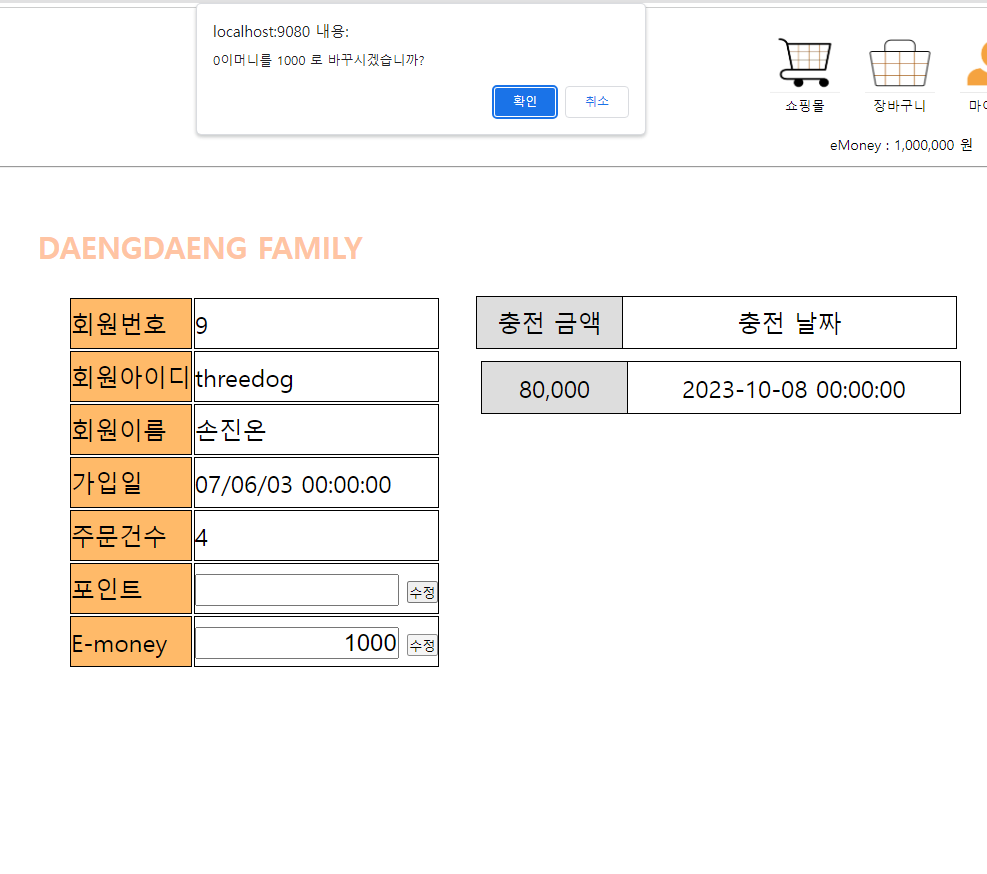 localhost:9080 내용:
0이머니를 1000 로 바꾸시겠습니까?
확인 취소
쇼핑몰 장바구니
eMoney : 1,000,000 원
DAENGDAENG FAMILY
회원번호 9
회원아이디 threedog
회원이름 손진온
가입일 07/06/03 00:00:00
주문건수 4
포인트 수정
E-money 1000 수정
충전 금액 충전 날짜
80,000 2023-10-08 00:00:00